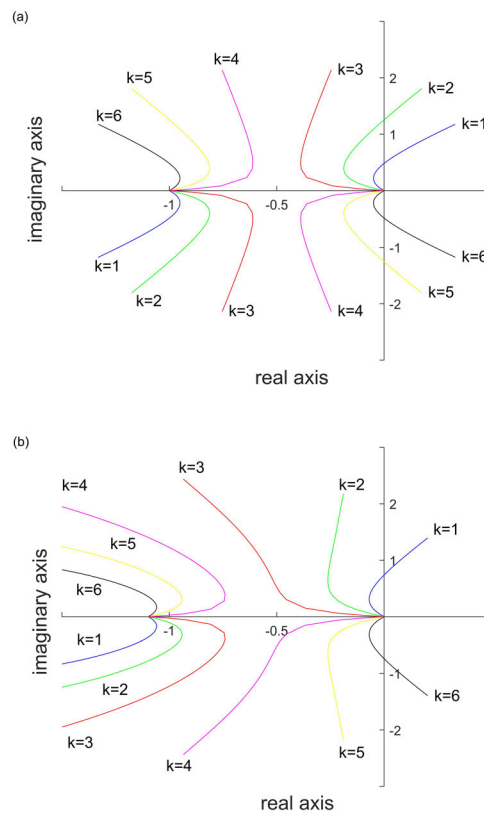 (a)
k=4
k=3
k=5
2
k=2
k=6
1
k=1
imaginary axis
-1
-0.5
-1
k=1
k=6
k=2
k=5
k=3
k=4
-2
real axis
(b)
k=3
k=4
k=2
2
k=1
k=5
1
k=6
imaginary axis
-1
-0.5
k=1
-1
k=2
k=6
k=3
k=5
k=4
-2
real axis